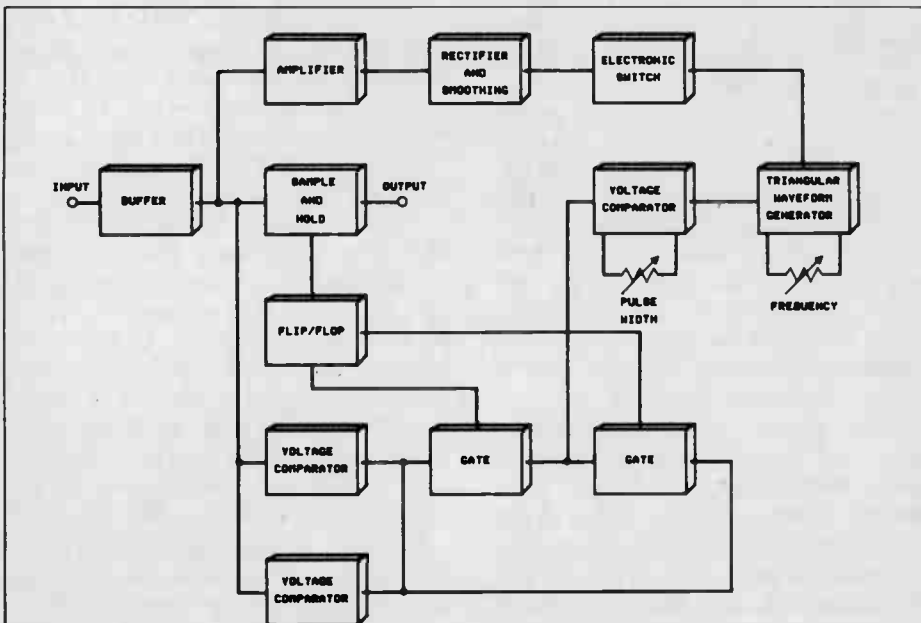 AMPLIFIER
RECTIFIER
AND
SMOOTHING
ELECTRONIC
SWITCH
INPUT
BUFFER
SAMPLE
AND
HOLD
OUTPUT
VOLTAGE
COMPARATOR
TRIANGULAR
WAVEFORM
GENERATOR
PULSE
WIDTH
FREQUENCY
FLIP/FLOP
VOLTAGE
COMPARATOR
GATE
GATE
VOLTAGE
COMPARATOR